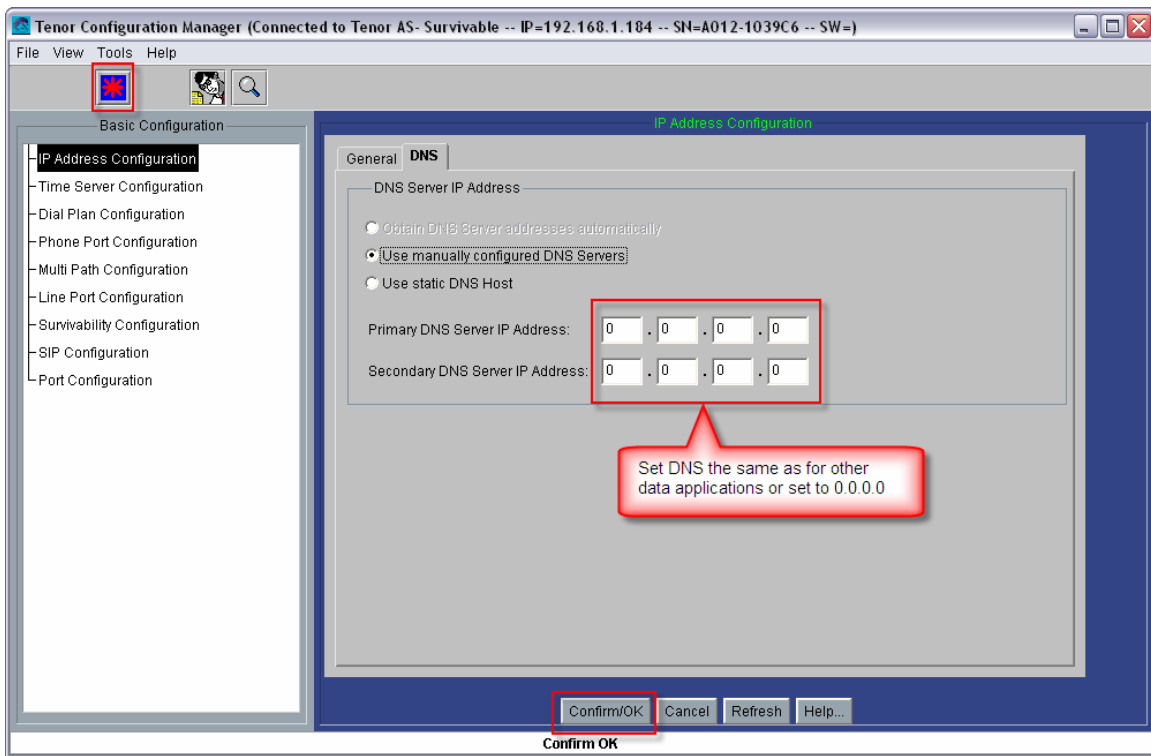 Tenor Configuration Manager (Connected to Tenor AS- Survivable -- IP=192.168.1.184 -- SN=A012-1039C6 -- SW=)
File View Tools Help
Basic Configuration
IP Address Configuration
Time Server Configuration
Dial Plan Configuration
Phone Port Configuration
Multi Path Configuration
Line Port Configuration
Survivability Configuration
SIP Configuration
Port Configuration
IP Address Configuration
General DNS
DNS Server IP Address
Obtain DNS Server addresses automatically
Use manually configured DNS Servers
Use static DNS Host
Primary DNS Server IP Address: 0 . 0 . 0 . 0
Secondary DNS Server IP Address: 0 . 0 . 0 . 0
Set DNS the same as for other
data applications or set to 0.0.0.0
Confirm/OK Cancel Refresh Help...
Confirm OK